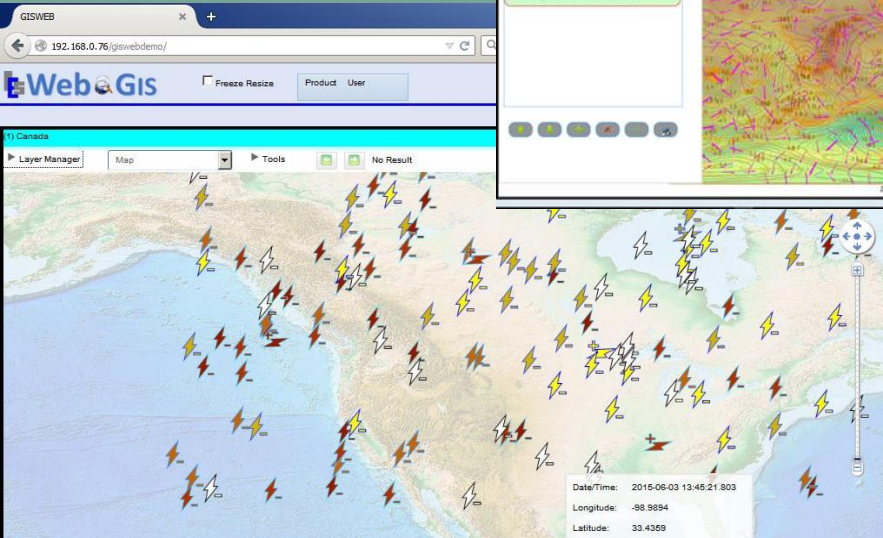 GISWEB
192.168.0.76/giswebdemo/
Web GIS
Freeze Resize
Product User
(1) Canada
Layer Manager
Map
Tools
No Result
Date/Time: 2015-06-03 13:45:21.803
Longitude: -98.9894
Latitude: 33.4359